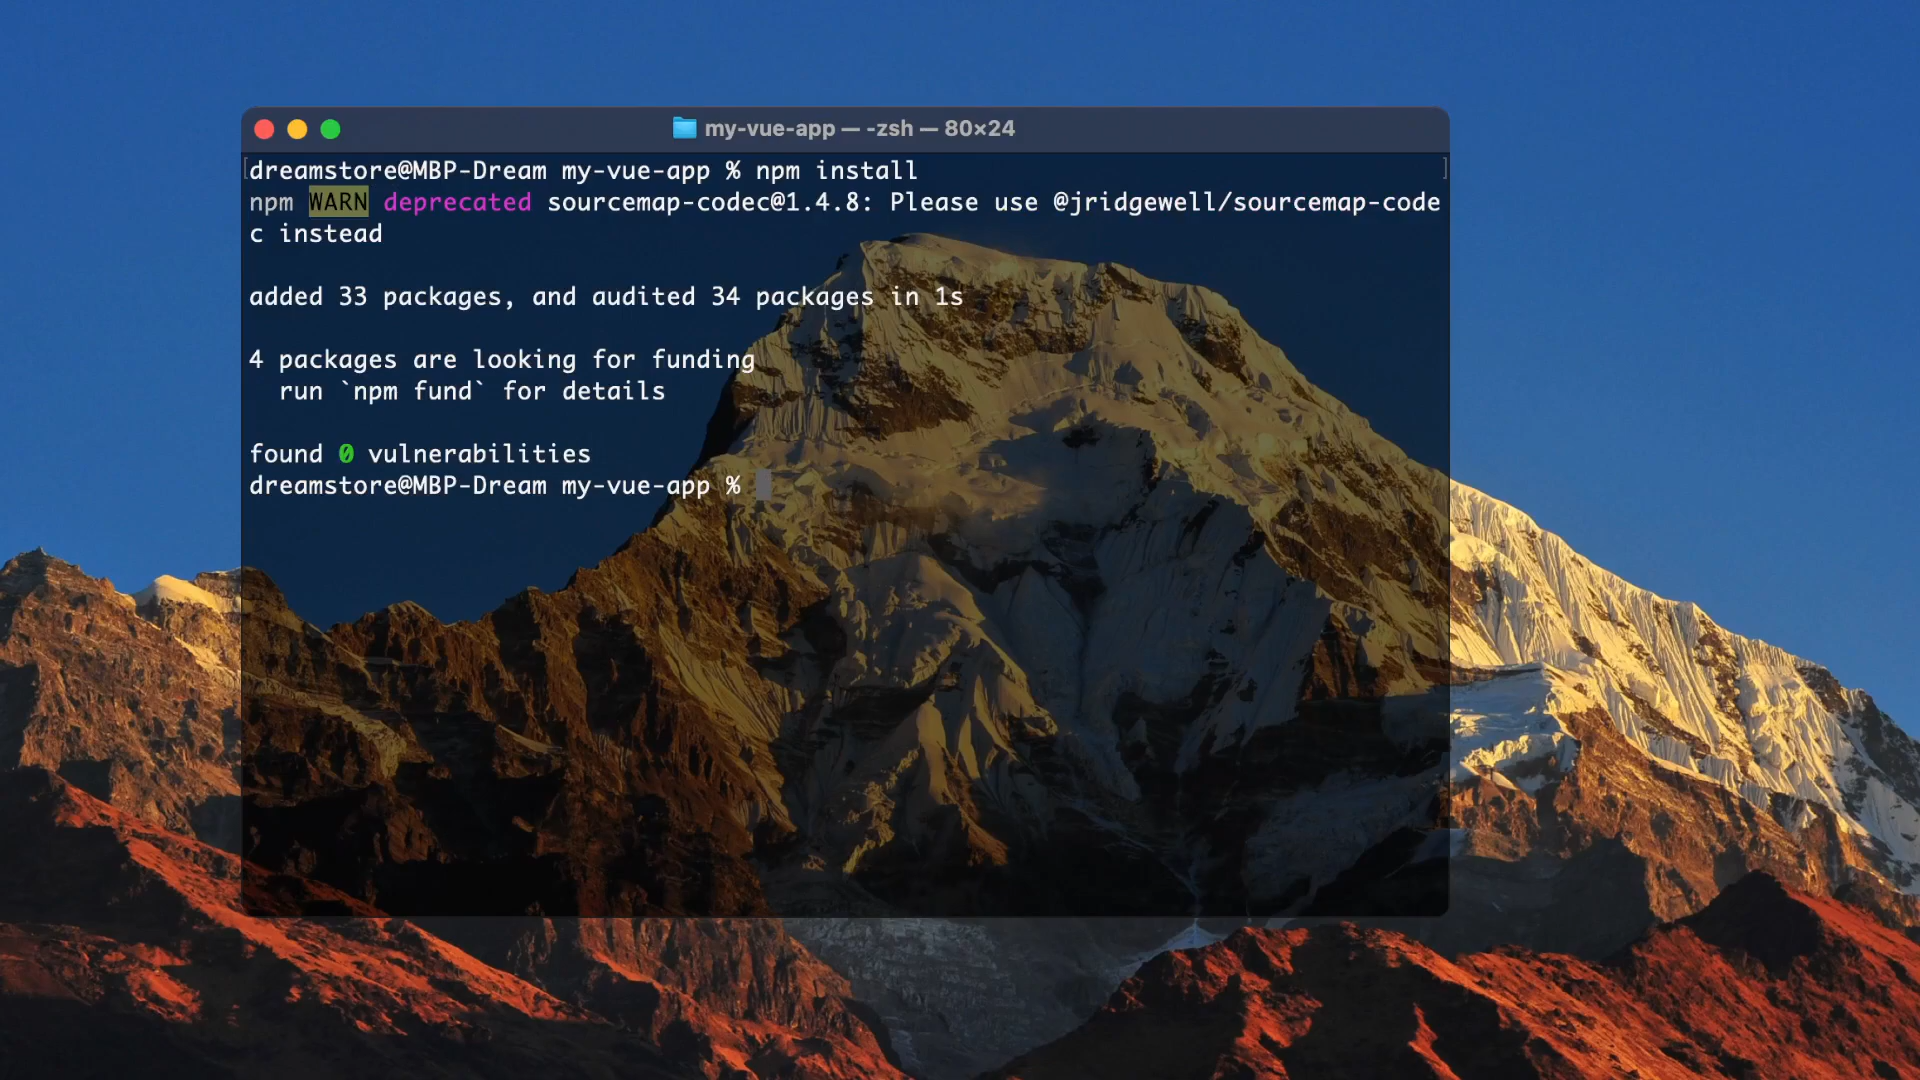 my-vue-app — -zsh — 80×24
dreamstore@MBP-Dream my-vue-app % npm install
npm WARN deprecated sourcemap-codec@1.4.8: Please use @jridgewell/sourcemap-code
c instead
added 33 packages, and audited 34 packages in 1s
4 packages are looking for funding
  run `npm fund` for details
found 0 vulnerabilities
dreamstore@MBP-Dream my-vue-app %